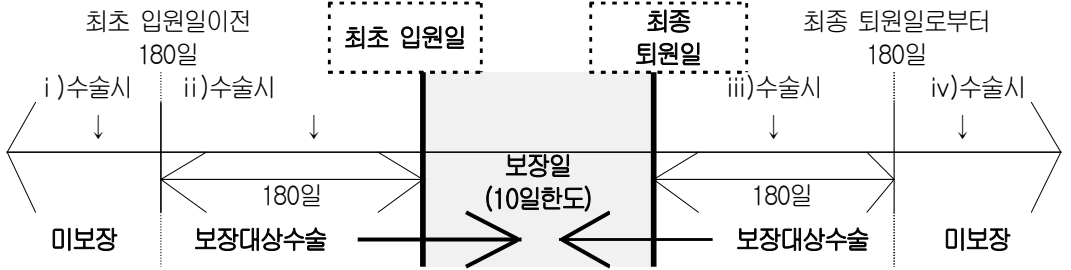 최초 입원일이전
180일
최초 입원일
최종
퇴원일
최종 퇴원일로부터
180일
i)수술시
ii)수술시
iii)수술시
iv)수술시
↓
↓
↓
↓
보장일
(10일한도)
180일
180일
미보장
보장대상수술
보장대상수술
미보장